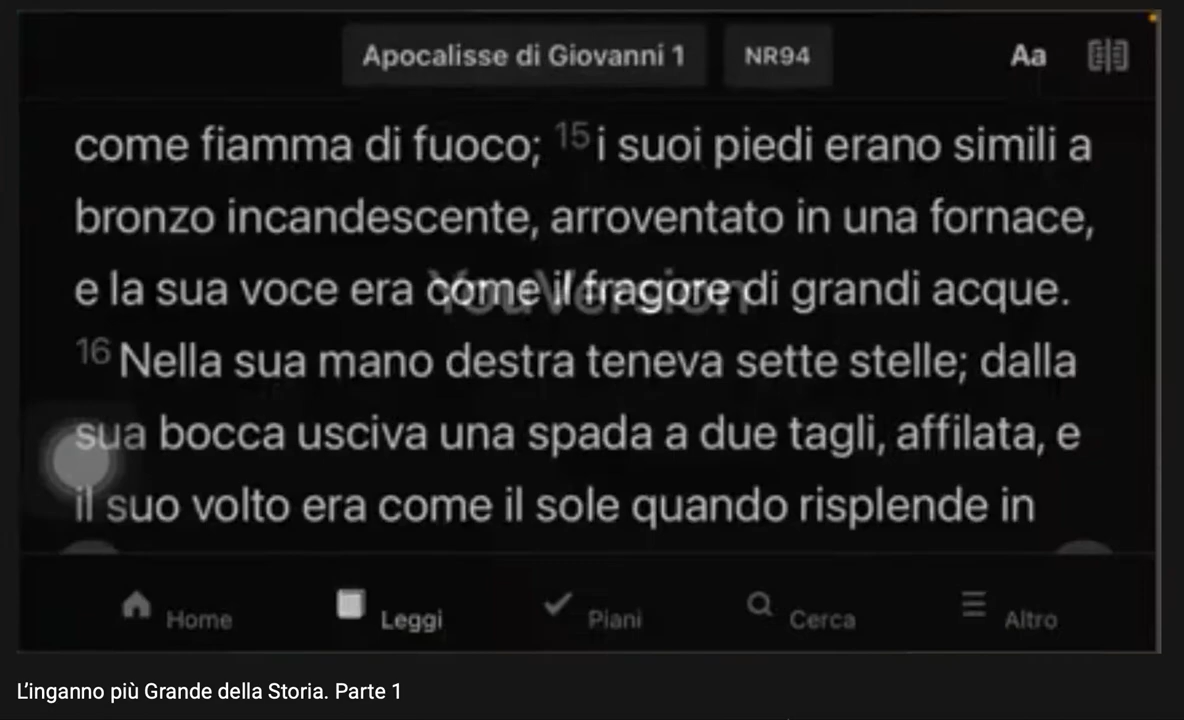 Apocalisse di Giovanni 1 NR94 Aa
come fiamma di fuoco; 15 i suoi piedi erano simili a
bronzo incandescente, arroventato in una fornace,
e la sua voce era come il fragore di grandi acque.
YouVersion
16 Nella sua mano destra teneva sette stelle; dalla
sua bocca usciva una spada a due tagli, affilata, e
il suo volto era come il sole quando risplende in
Home Leggi Piani Cerca Altro
L'inganno più Grande della Storia. Parte 1